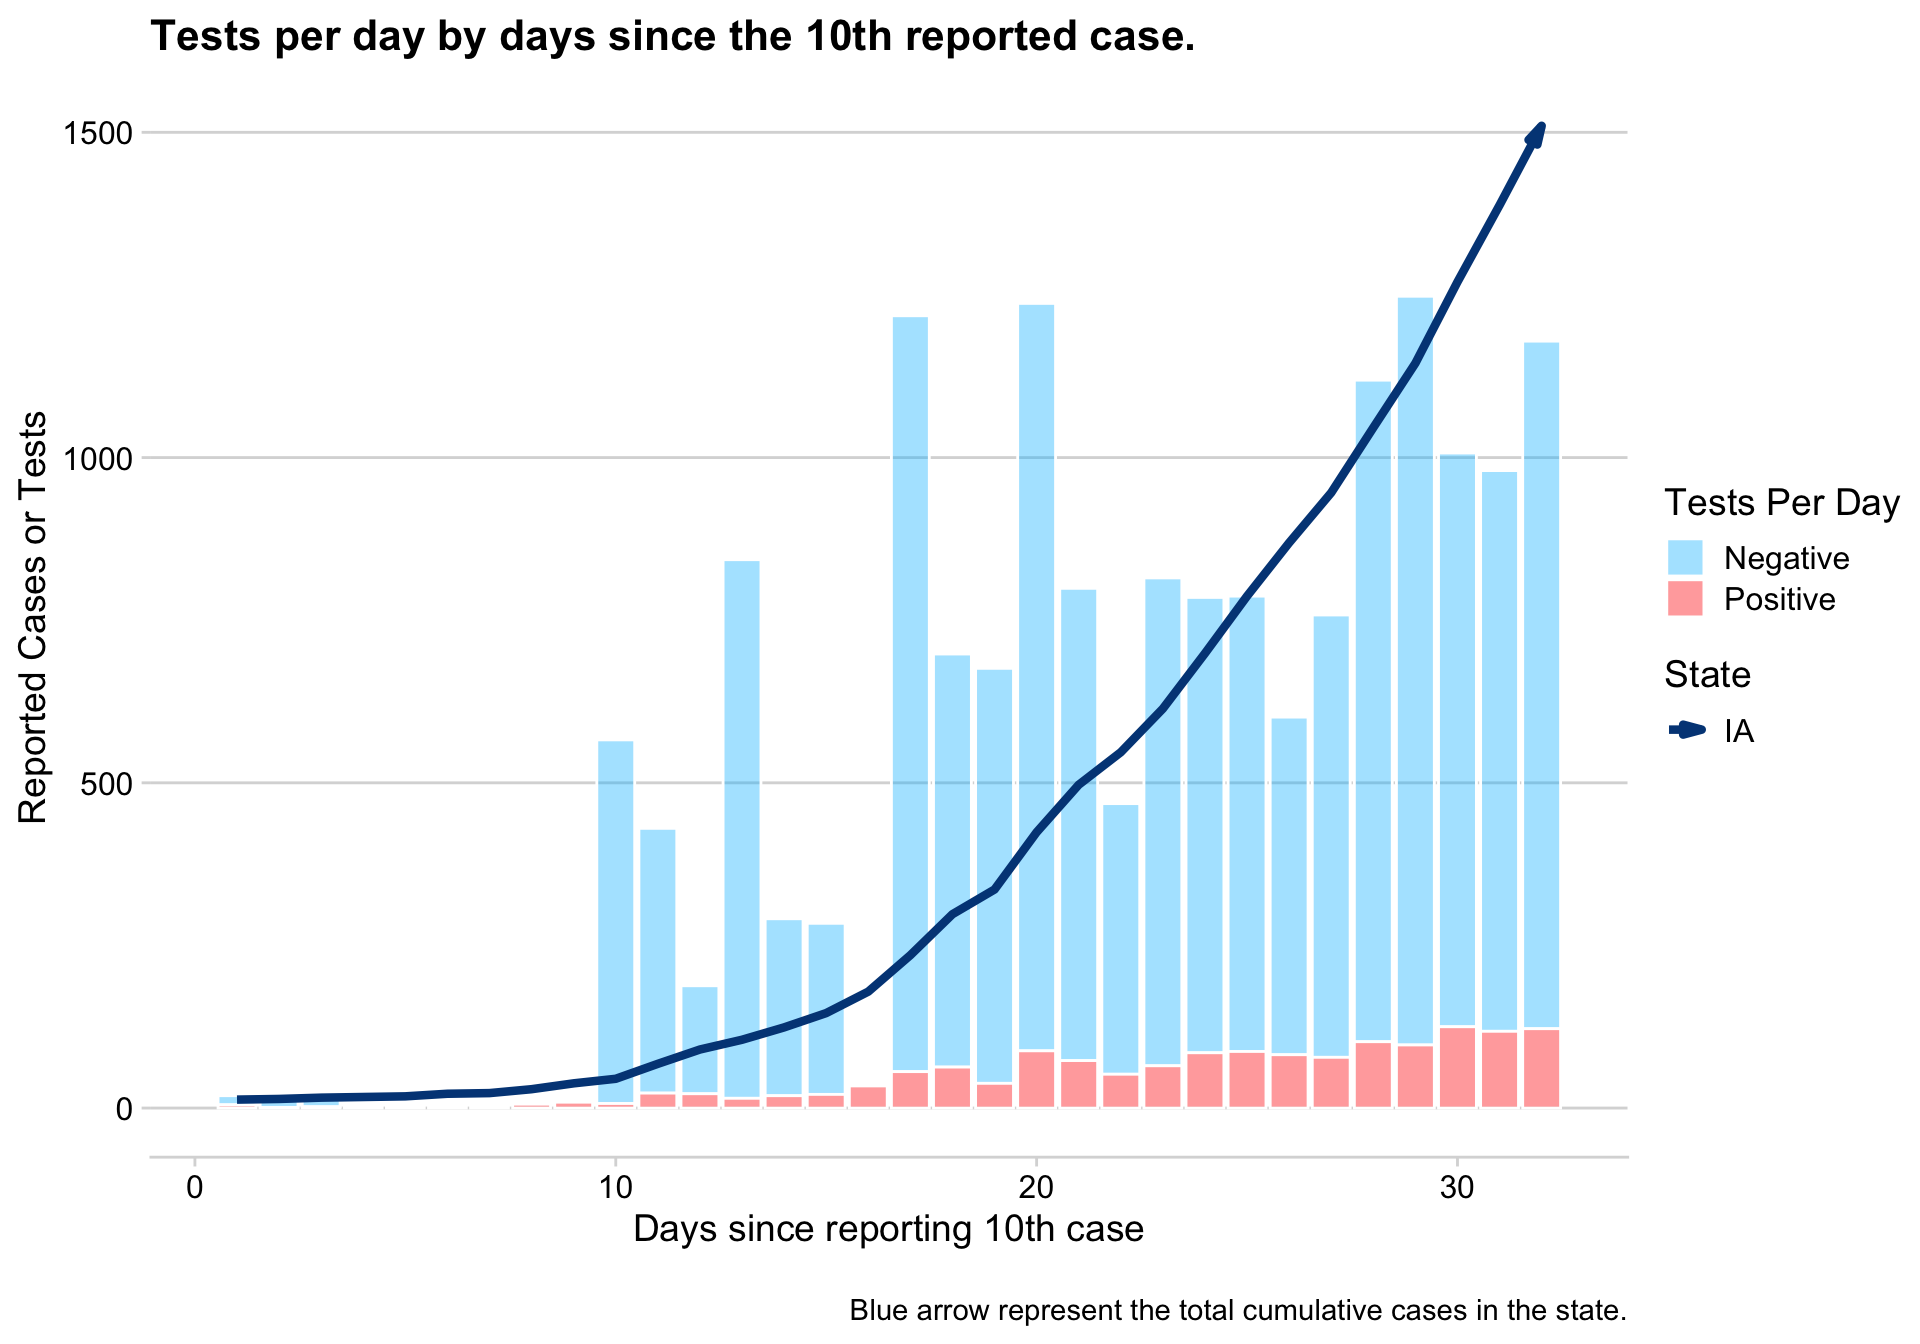 Tests per day by days since the 10th reported case.
1500
1000
500
0
Reported Cases or Tests
0 10 20 30
Days since reporting 10th case
Tests Per Day
Negative
Positive
State
IA
Blue arrow represent the total cumulative cases in the state.